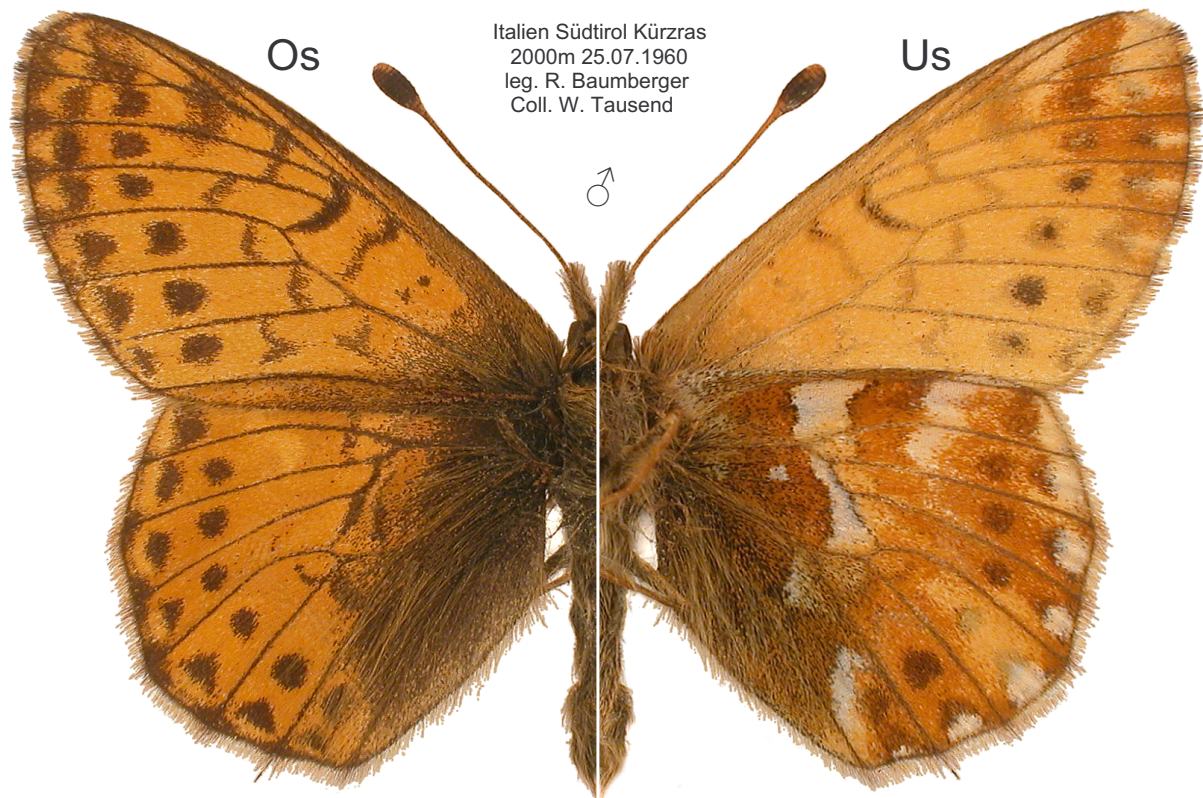 Os
Italien Südtirol Kürzras
2000m 25.07.1960
leg. R. Baumberger
Coll. W. Tausend
♂
Us